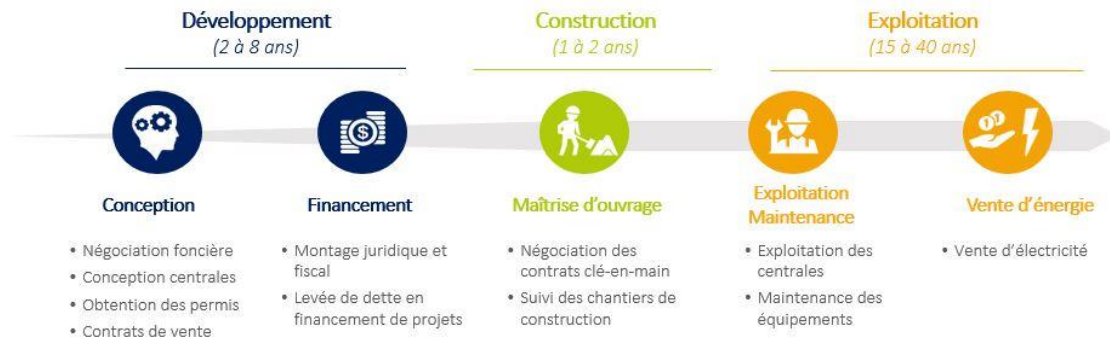 Développement
(2 à 8 ans)
Construction
(1 à 2 ans)
Exploitation
(15 à 40 ans)
$
Conception
Financement
Maîtrise d'ouvrage
Exploitation
Maintenance
Vente d'énergie
• Négociation foncière
• Conception centrales
• Obtention des permis
• Contrats de vente
• Montage juridique et
fiscal
• Levée de dette en
financement de projets
• Négociation des
contrats clé-en-main
• Suivi des chantiers de
construction
• Exploitation des
centrales
• Maintenance des
équipements
• Vente d'électricité